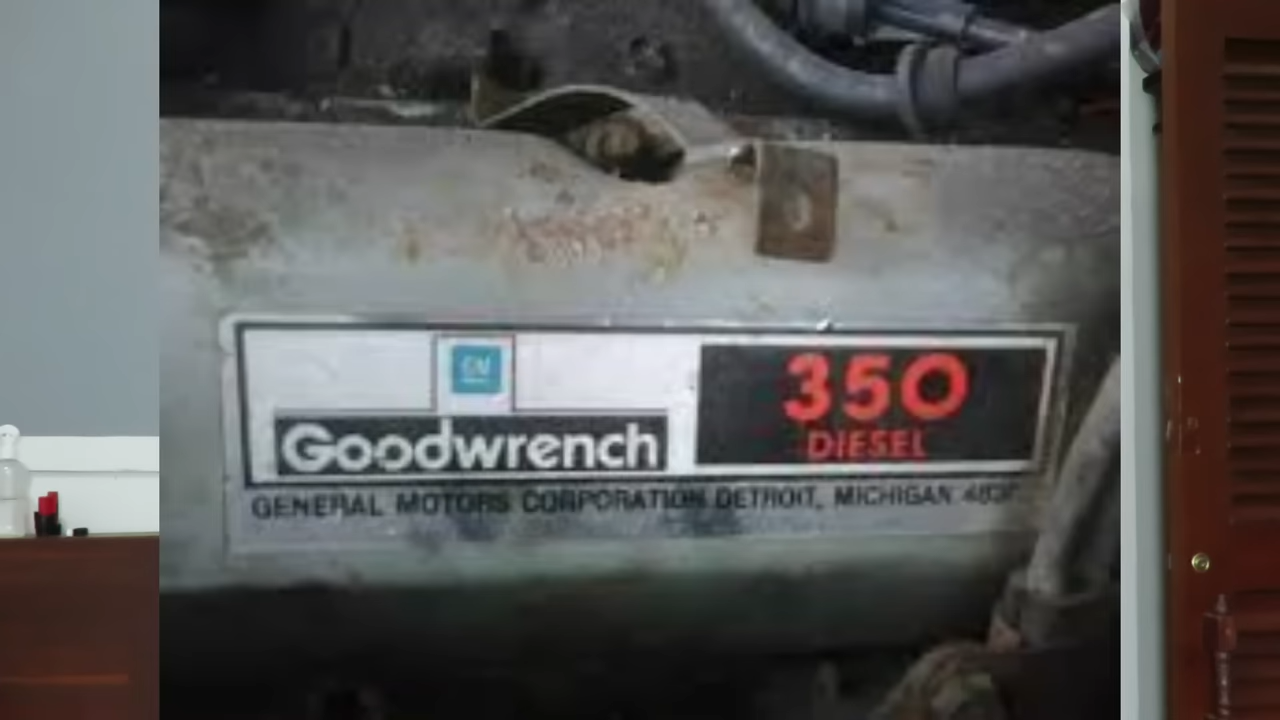 GM
Goodwrench
350
DIESEL
GENERAL MOTORS CORPORATION DETROIT, MICHIGAN